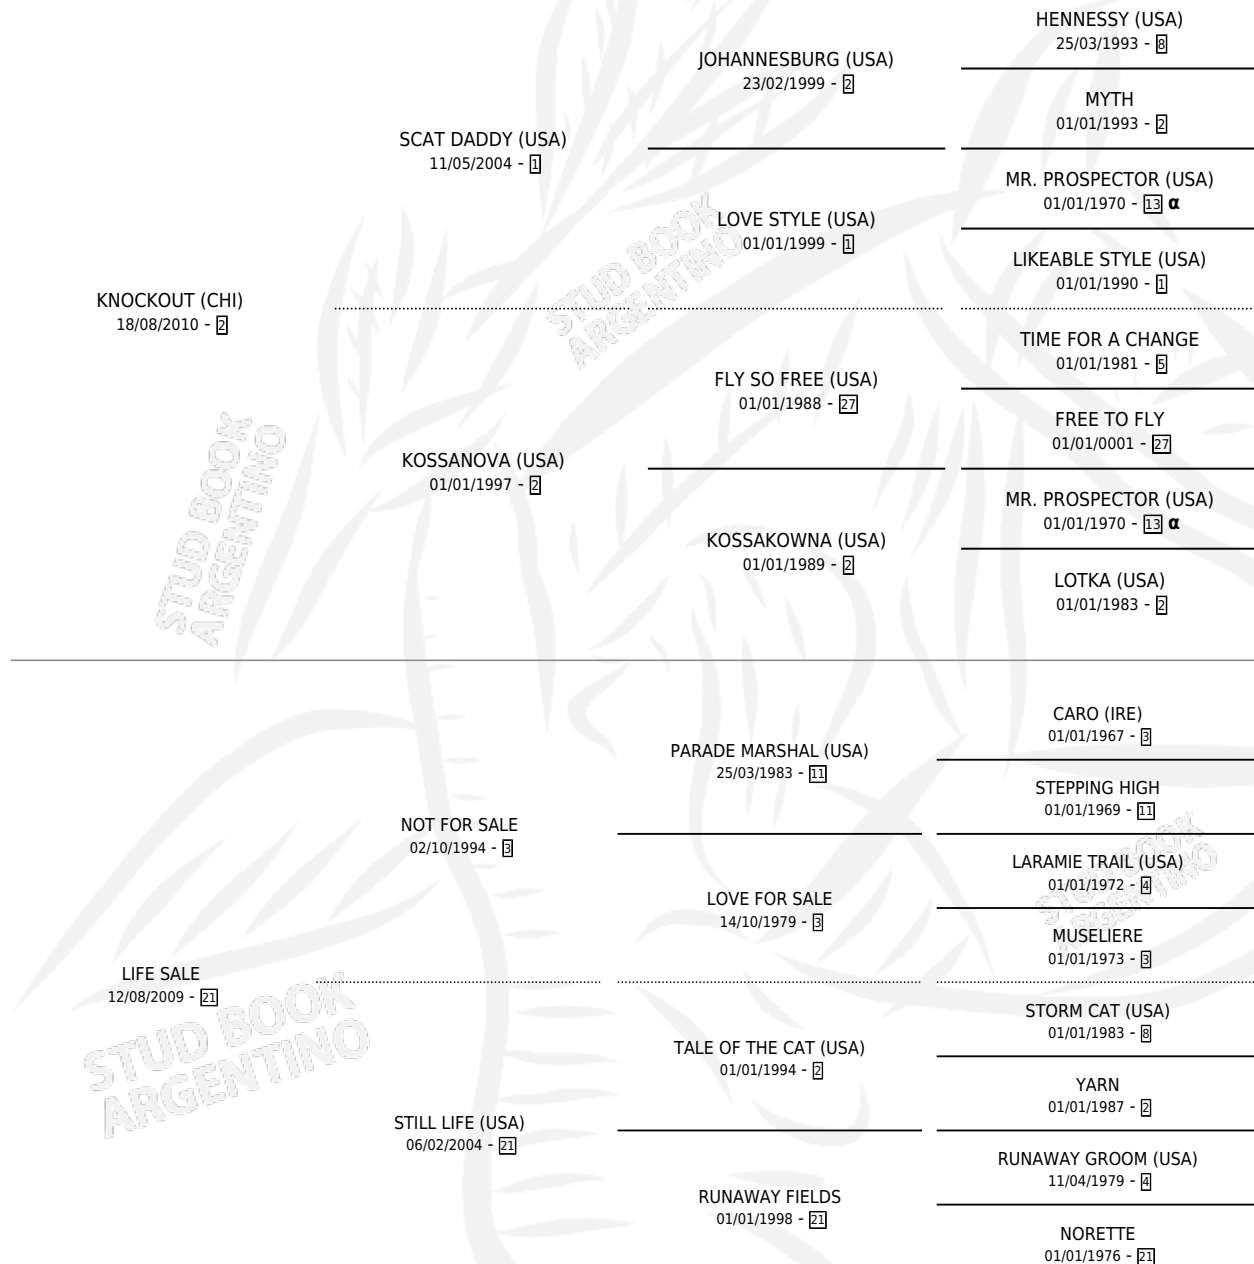 HENNESSY (USA)
25/03/1993 - 8
JOHANNESBURG (USA)
23/02/1999 - 2
MYTH
01/01/1993 - 2
SCAT DADDY (USA)
11/05/2004 - 1
MR. PROSPECTOR (USA)
01/01/1970 - 13 α
LOVE STYLE (USA)
01/01/1999 - 1
LIKEABLE STYLE (USA)
01/01/1990 - 1
KNOCKOUT (CHI)
18/08/2010 - 2
TIME FOR A CHANGE
01/01/1981 - 5
FLY SO FREE (USA)
01/01/1988 - 27
FREE TO FLY
01/01/0001 - 27
KOSSANOVA (USA)
01/01/1997 - 2
MR. PROSPECTOR (USA)
01/01/1970 - 13 α
KOSSAKOWNA (USA)
01/01/1989 - 2
LOTKA (USA)
01/01/1983 - 2
CARO (IRE)
01/01/1967 - 3
PARADE MARSHAL (USA)
25/03/1983 - 11
STEPPING HIGH
01/01/1969 - 11
NOT FOR SALE
02/10/1994 - 3
LARAMIE TRAIL (USA)
01/01/1972 - 4
LOVE FOR SALE
14/10/1979 - 3
MUSELIERE
01/01/1973 - 3
LIFE SALE
12/08/2009 - 21
STORM CAT (USA)
01/01/1983 - 8
TALE OF THE CAT (USA)
01/01/1994 - 2
YARN
01/01/1987 - 2
STILL LIFE (USA)
06/02/2004 - 21
RUNAWAY GROOM (USA)
11/04/1979 - 4
RUNAWAY FIELDS
01/01/1998 - 21
NORETTE
01/01/1976 - 21
STUD BOOK
ARGENTINO
STUD BOOK
ARGENTINO
STUD BOOK
ARGENTINO
STUD BOOK
ARGENTINO